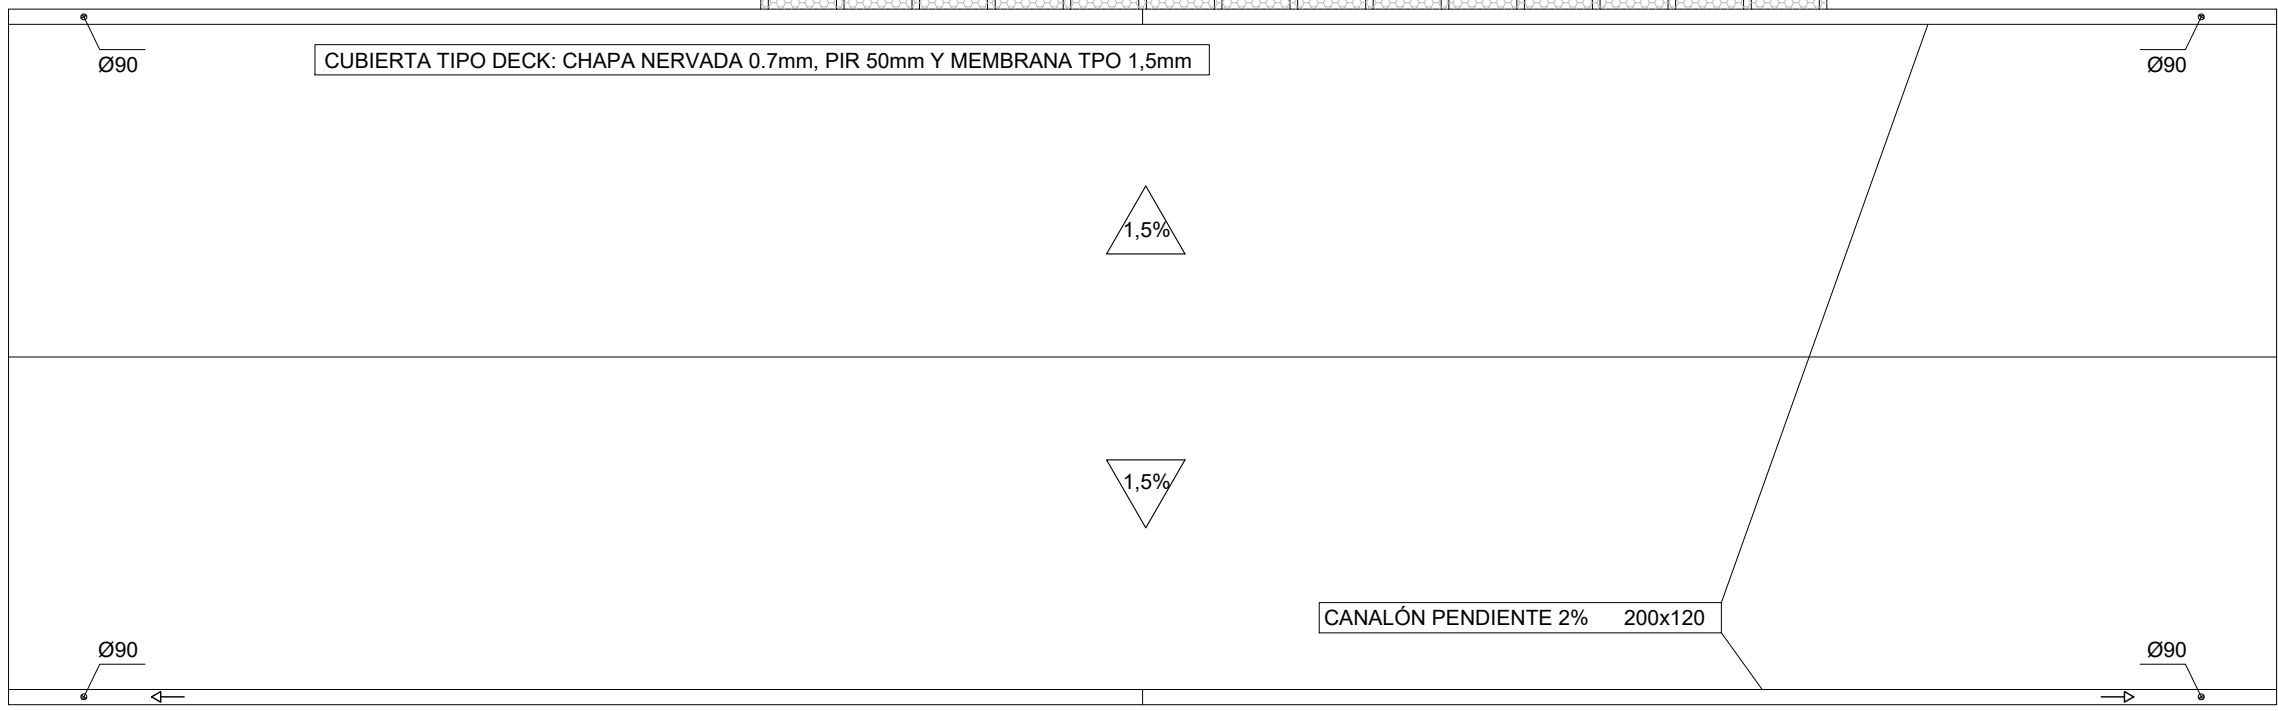 Ø90
CUBIERTA TIPO DECK: CHAPA NERVADA 0.7mm, PIR 50mm Y MEMBRANA TPO 1,5mm
Ø90
1,5%
1,5%
CANALÓN PENDIENTE 2% 200x120
Ø90
Ø90